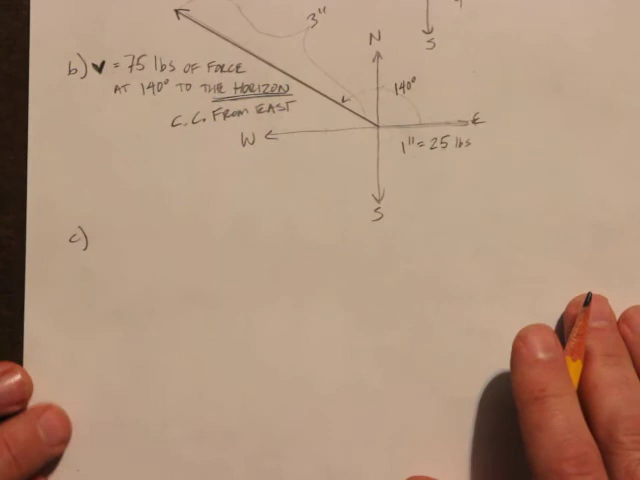 3"
S
N
b) v = 75 lbs OF FORCE
AT 140° TO THE HORIZON
C.C. FROM EAST
140°
W
E
1" = 25 lbs
S
c)